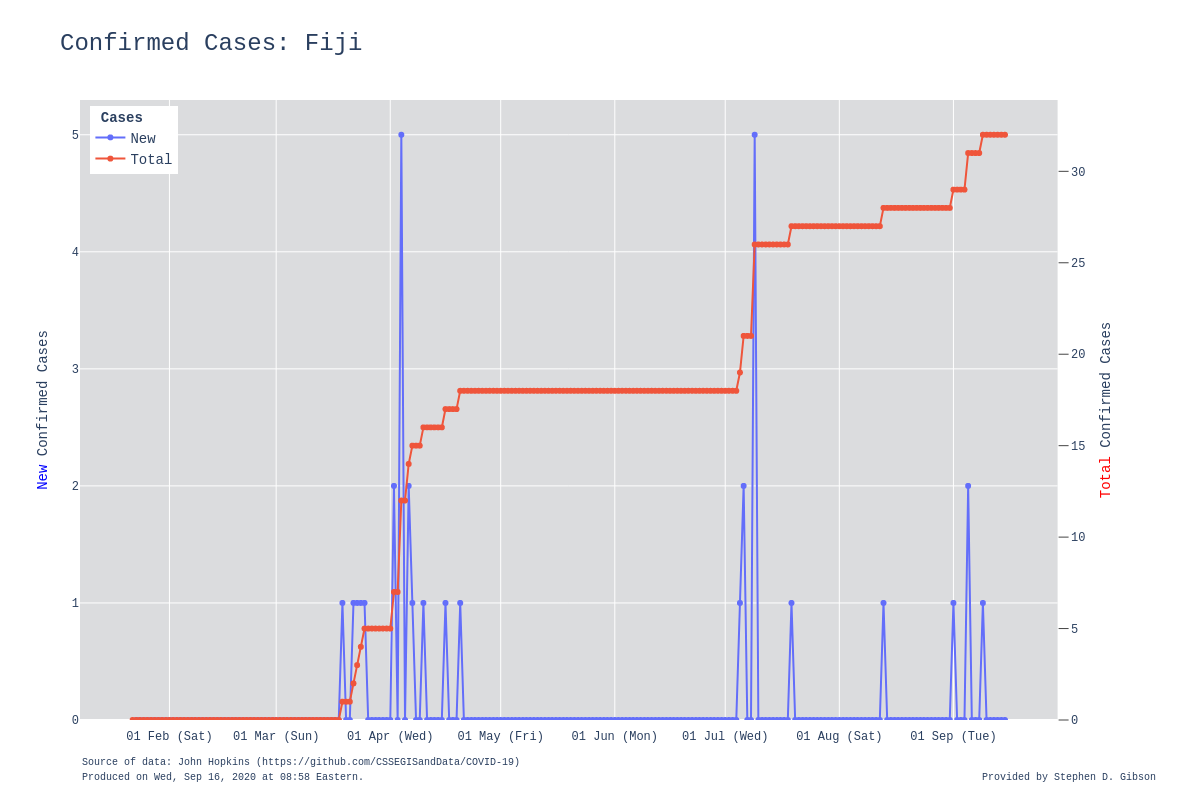 Confirmed Cases: Fiji
Cases
New
Total
5
4
3
2
1
0
30
25
20
15
10
5
0
New Confirmed Cases
Total Confirmed Cases
01 Feb (Sat) 01 Mar (Sun) 01 Apr (Wed) 01 May (Fri) 01 Jun (Mon) 01 Jul (Wed) 01 Aug (Sat) 01 Sep (Tue)
Source of data: John Hopkins (https://github.com/CSSEGISandData/COVID-19)
Produced on Wed, Sep 16, 2020 at 08:58 Eastern.
Provided by Stephen D. Gibson